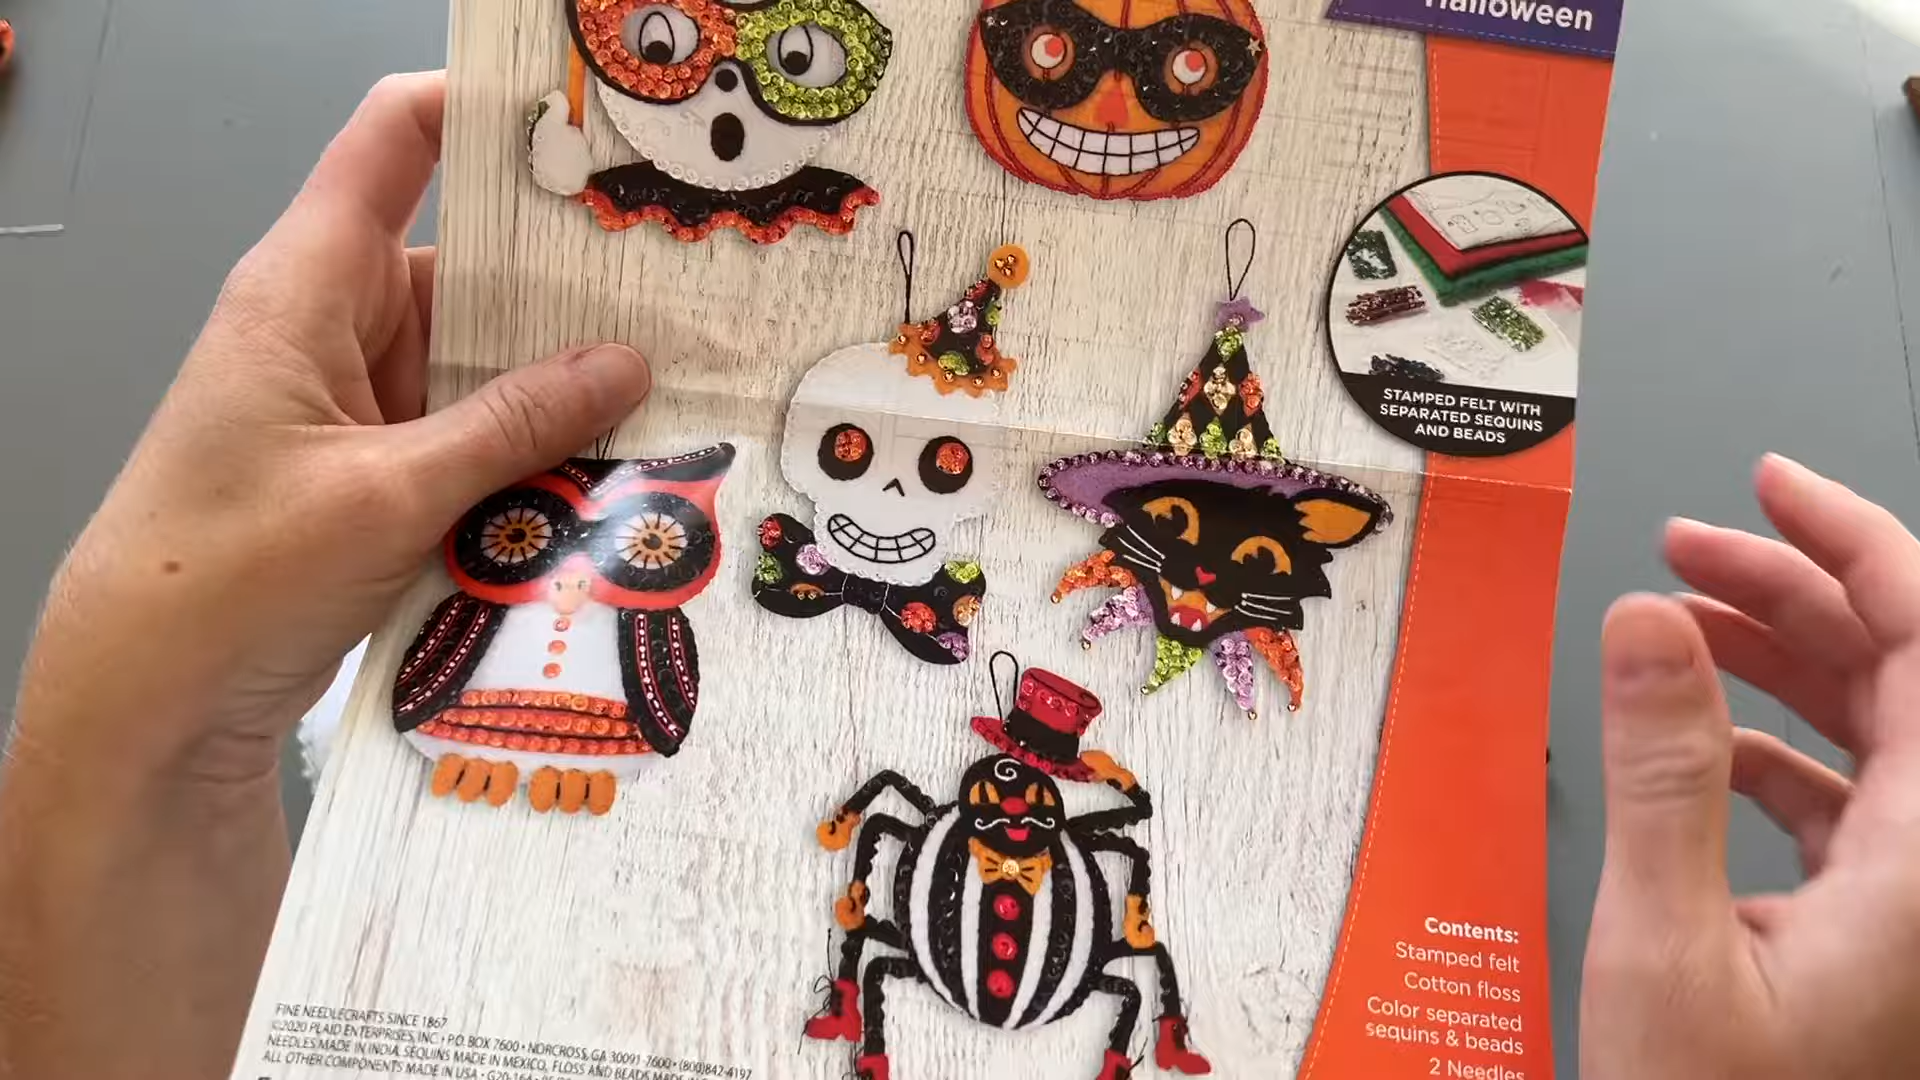 Halloween
STAMPED FELT WITH
SEPARATED SEQUINS
AND BEADS
Contents:
Stamped felt
Cotton floss
Color separated
sequins & beads
2 Needles
FINE NEEDLECRAFTS SINCE 1867
©2020 PLAID ENTERPRISES, INC • P.O. BOX 7600 • NORCROSS, GA 30091-7600 • (800)842-4197
NEEDLES MADE IN INDIA, SEQUINS MADE IN MEXICO, FLOSS AND BEADS MADE IN
ALL OTHER COMPONENTS MADE IN USA • G20-164